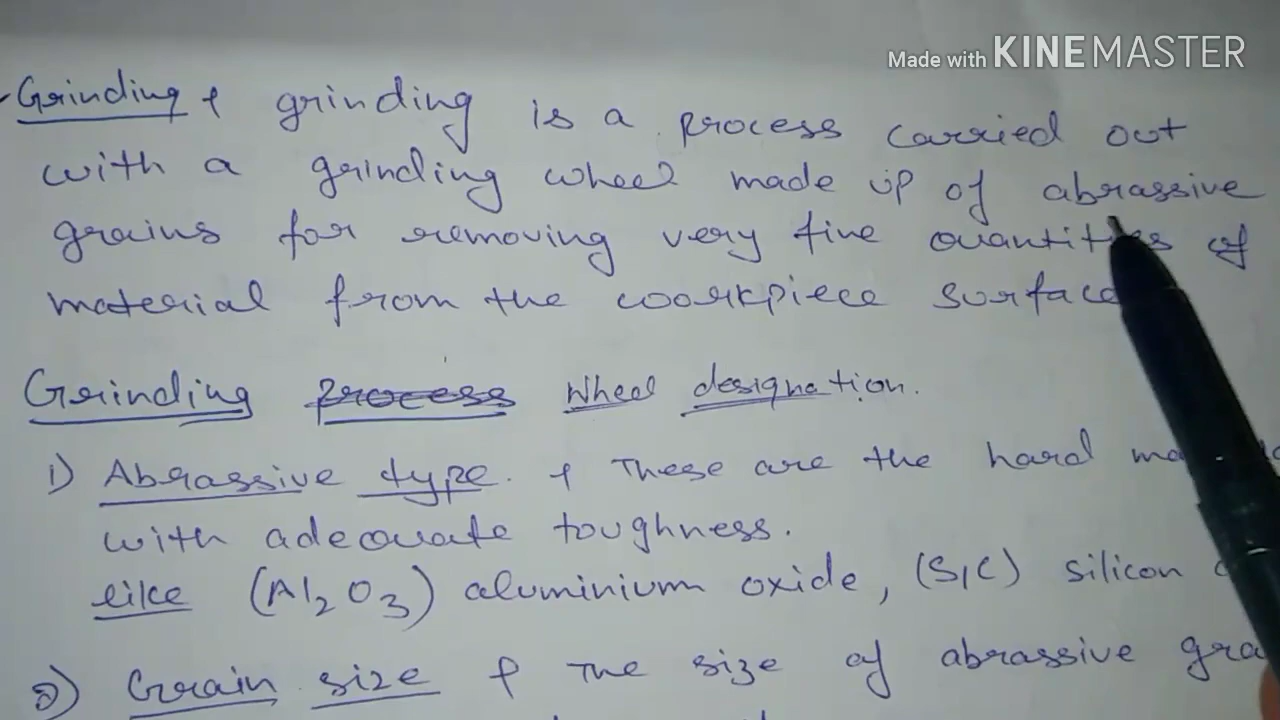 Made with KINEMASTER
Grinding : grinding is a process carried out
with a grinding wheel made up of abrassive
grains for removing very fine quantities of
material from the workpiece surface
Grinding process Wheel designation.
1) Abrassive type : These are the hard
with adequate toughness.
like (Al2O3) aluminium oxide, (SiC) silicon
2) Grain size : The size of abrassive